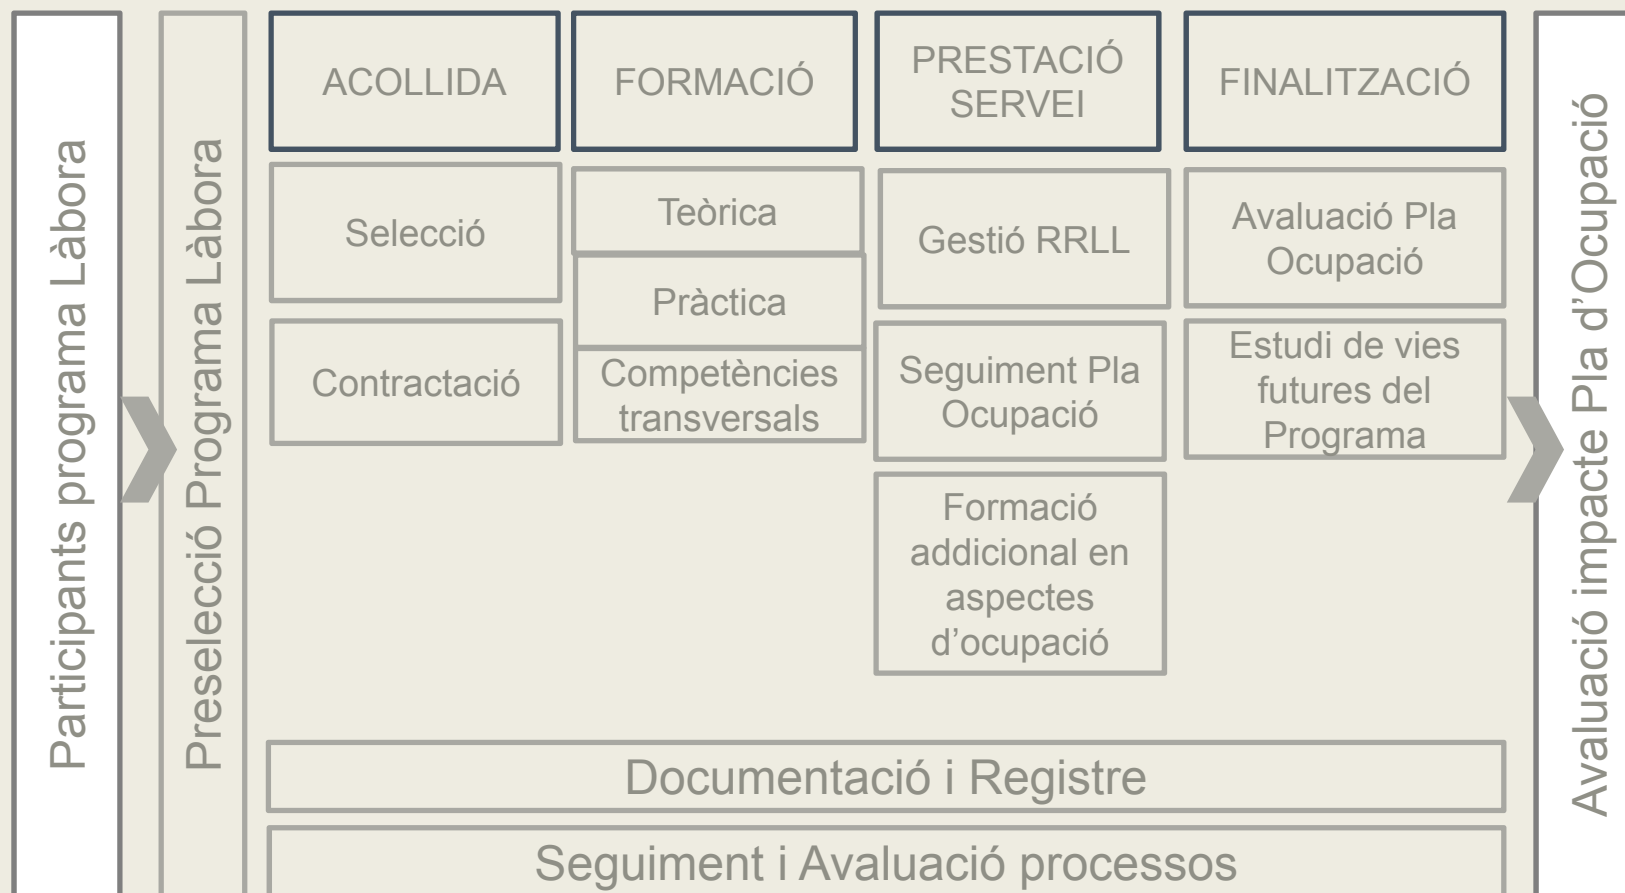 Participants programa Làbora
Preselecció Programa Làbora
ACOLLIDA
Selecció
Contractació
FORMACIÓ
Teòrica
Pràctica
Competències
transversals
PRESTACIÓ
SERVEI
Gestió RRLL
Seguiment Pla
Ocupació
Formació
addicional en
aspectes
d’ocupació
FINALITZACIÓ
Avaluació Pla
Ocupació
Estudi de vies
futures del
Programa
Documentació i Registre
Seguiment i Avaluació processos
Avaluació impacte Pla d’Ocupació